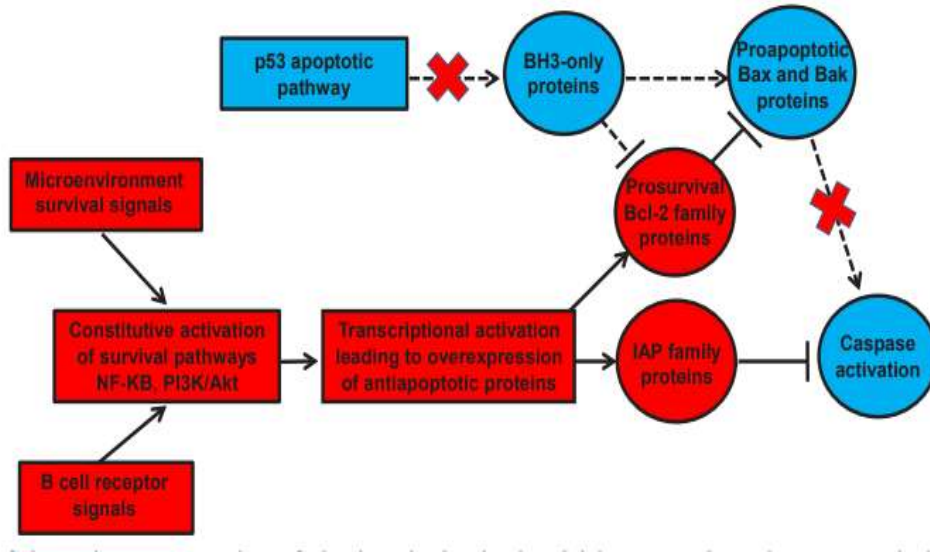 p53 apoptotic
pathway
BH3-only
proteins
Proapoptotic
Bax and Bak
proteins
Microenvironment
survival signals
Prosurvival
Bcl-2 family
proteins
Constitutive activation
of survival pathways
NF-KB, PI3K/Akt
Transcriptional activation
leading to overexpression
of antiapoptotic proteins
IAP family
proteins
Caspase
activation
B cell receptor
signals